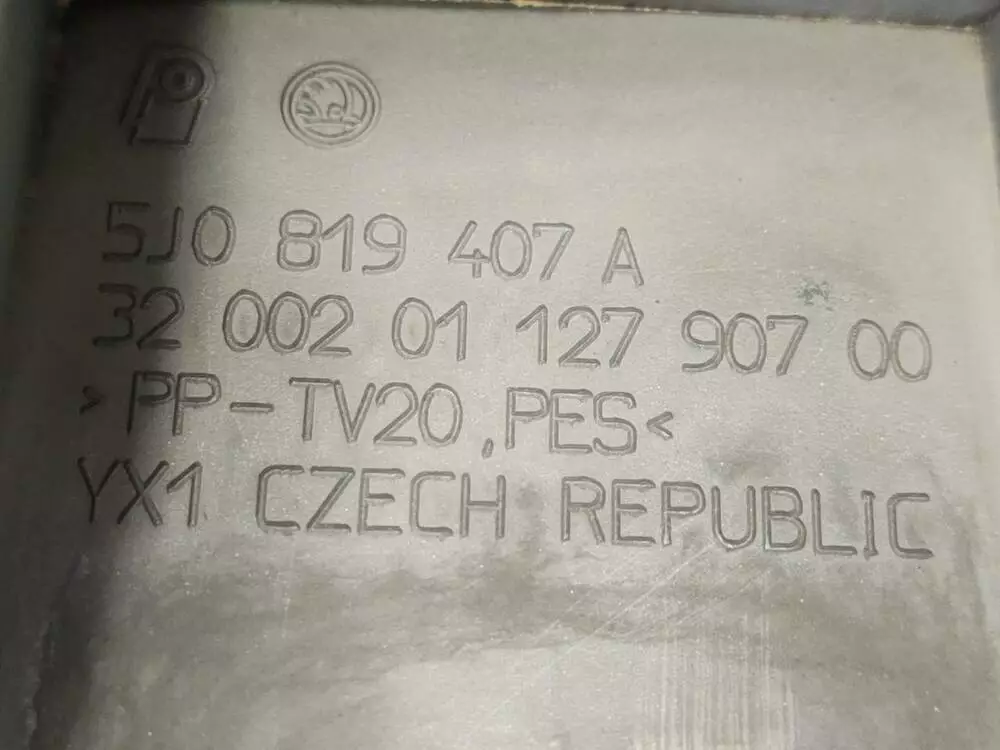 5J0 819 407 A
32 002 01 127 907 00
>PP-TV20,PES<
YX1 CZECH REPUBLIC